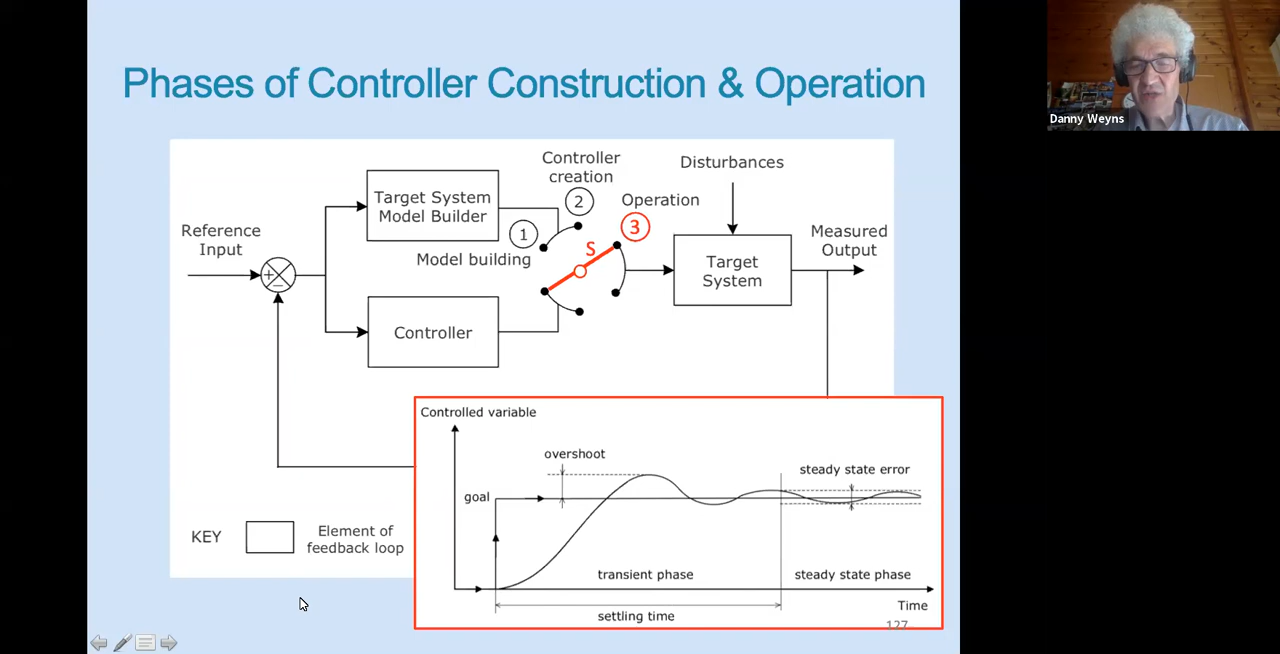 Phases of Controller Construction & Operation
Danny Weyns
Controller
creation
Disturbances
Target System
Model Builder
2
Operation
Reference
Input
1
S
3
Measured
Output
Model building
Target
System
+
−
Controller
Controlled variable
overshoot
steady state error
goal
KEY
Element of
feedback loop
transient phase
steady state phase
Time
settling time
127